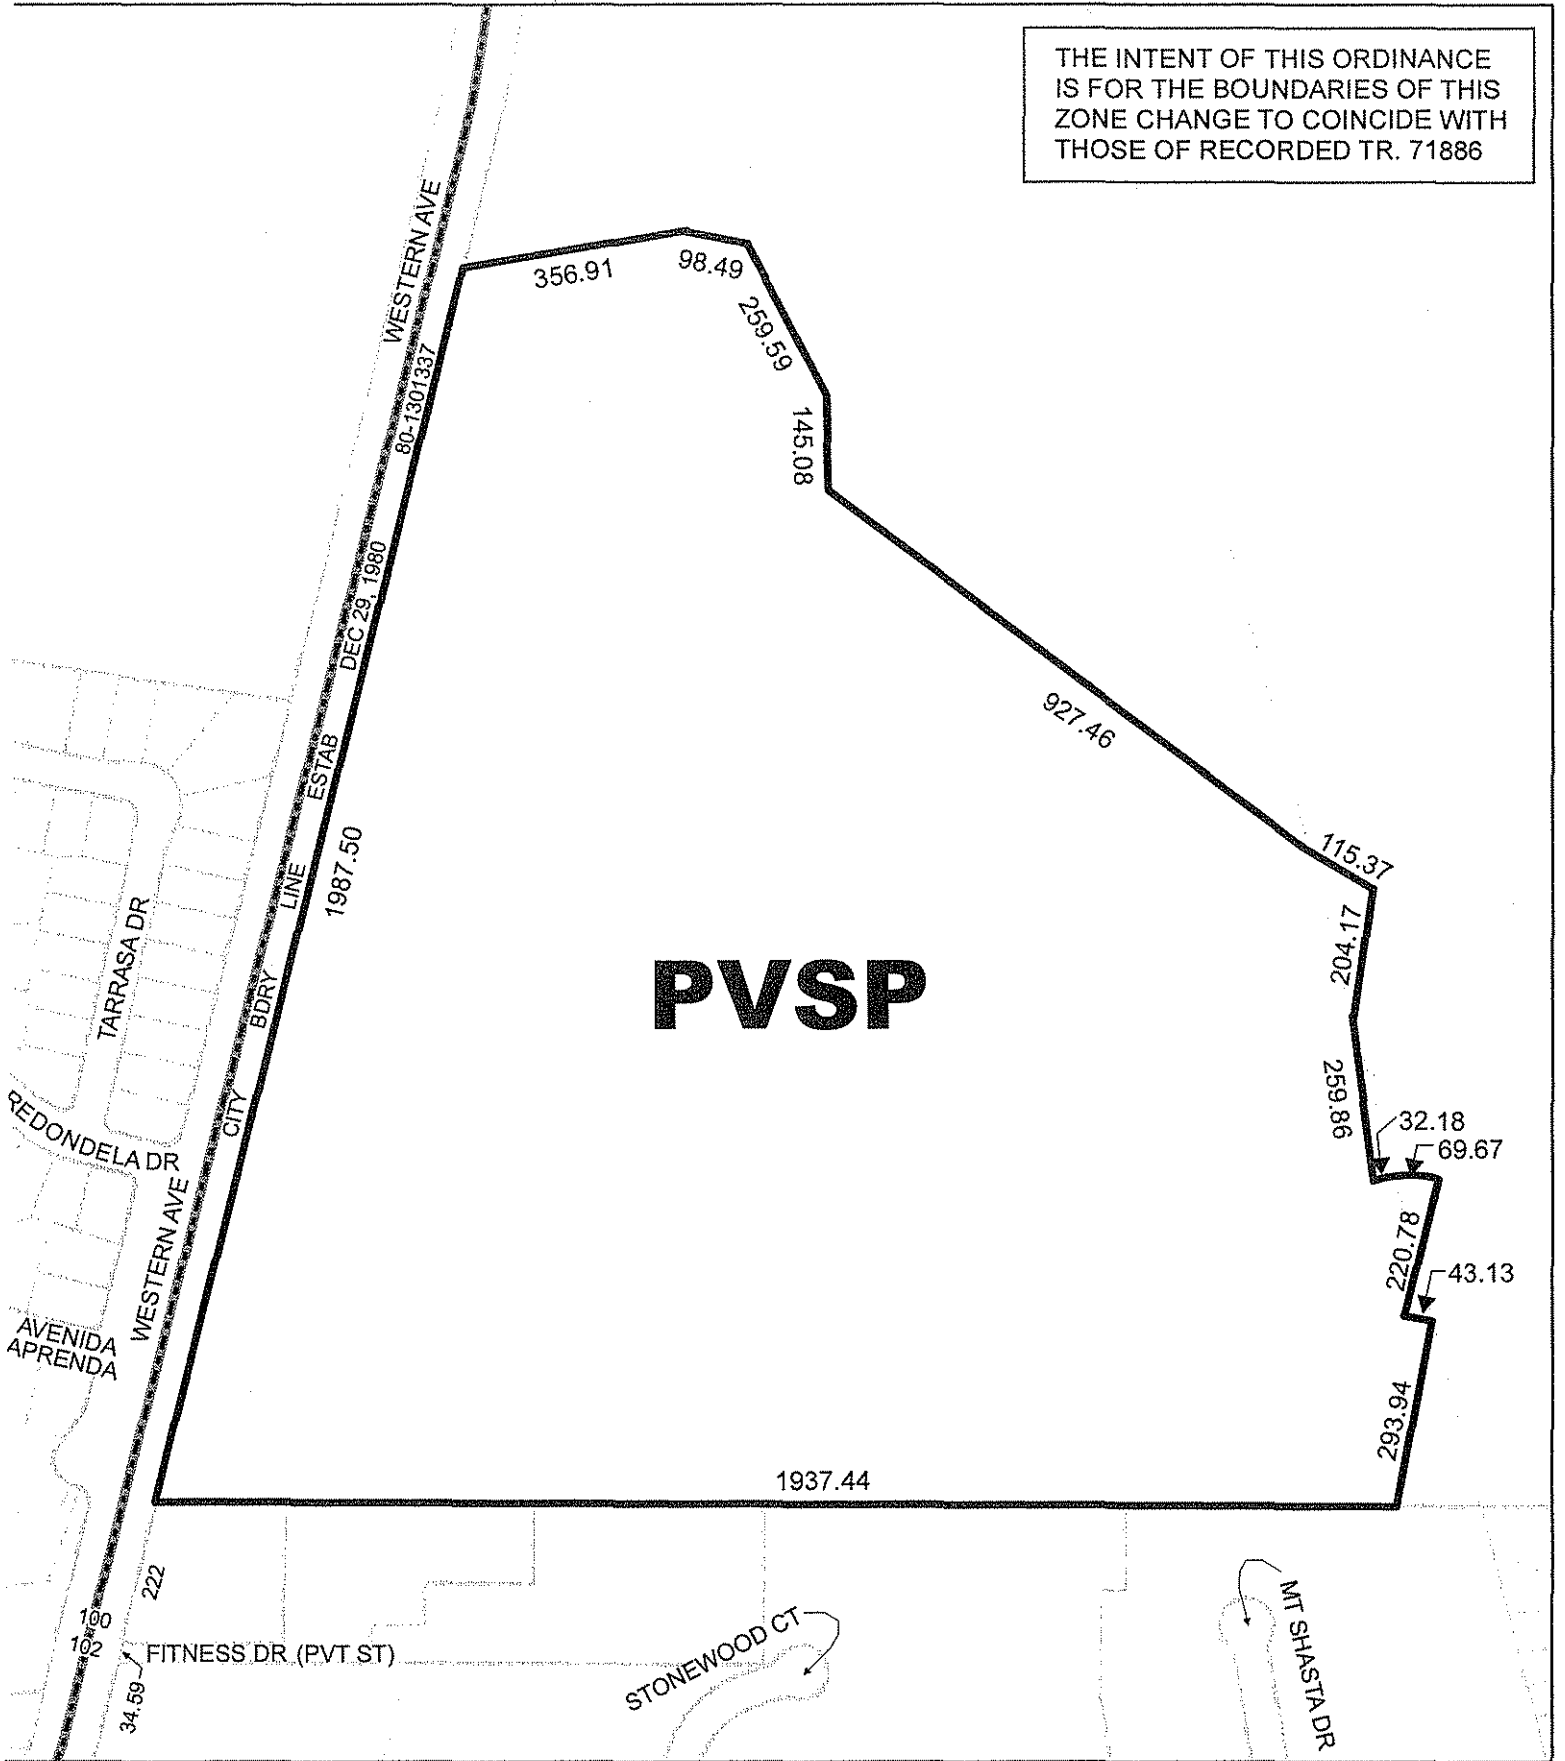 THE INTENT OF THIS ORDINANCE
IS FOR THE BOUNDARIES OF THIS
ZONE CHANGE TO COINCIDE WITH
THOSE OF RECORDED TR. 71886
WESTERN AVE
356.91
98.49
259.59
80-1301337
145.08
DEC 29, 1980
927.46
ESTAB
115.37
1987.50
LINE
204.17
TARRASA DR
PVSP
BDRY
259.86
CITY
32.18
69.67
REDONDELA DR
WESTERN AVE
220.78
43.13
AVENIDA
APRENDA
293.94
1937.44
222
100
102
FITNESS DR (PVT ST)
34.59
STONEWOOD CT
MT SHASTA DR